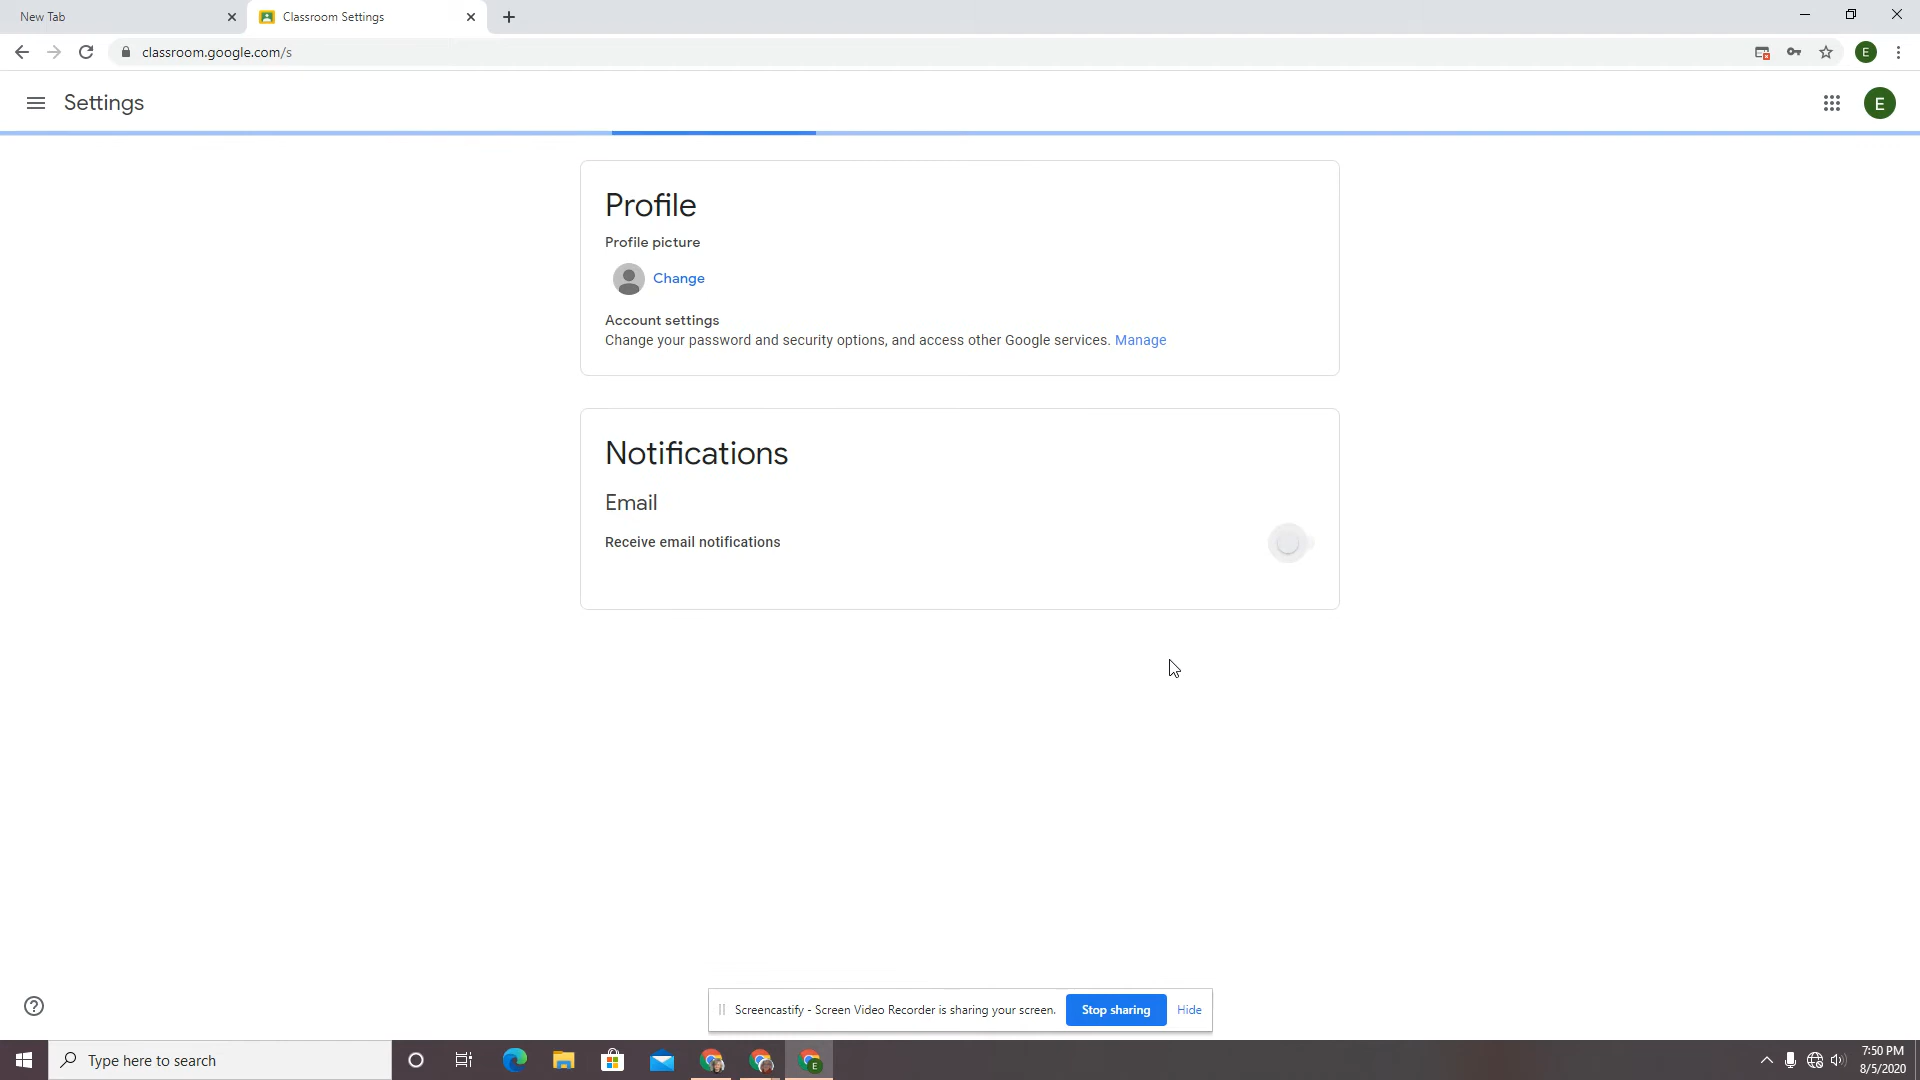 New Tab
Classroom Settings
classroom.google.com/s
E
Settings
E
Profile
Profile picture
Change
Account settings
Change your password and security options, and access other Google services. Manage
Notifications
Email
Receive email notifications
Screencastify - Screen Video Recorder is sharing your screen. Stop sharing Hide
Type here to search
E
7:50 PM
8/5/2020